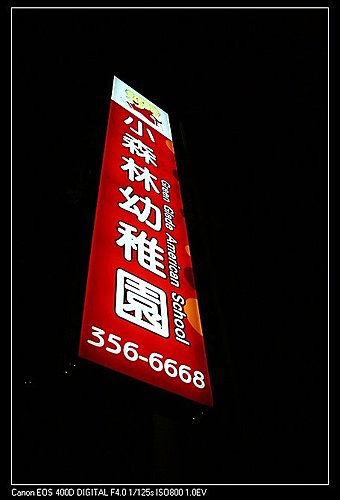 小森林幼稚園
Green Glade American School
356-6668
Canon EOS 400D DIGITAL F4.0 1/125s ISO800 1.0EV